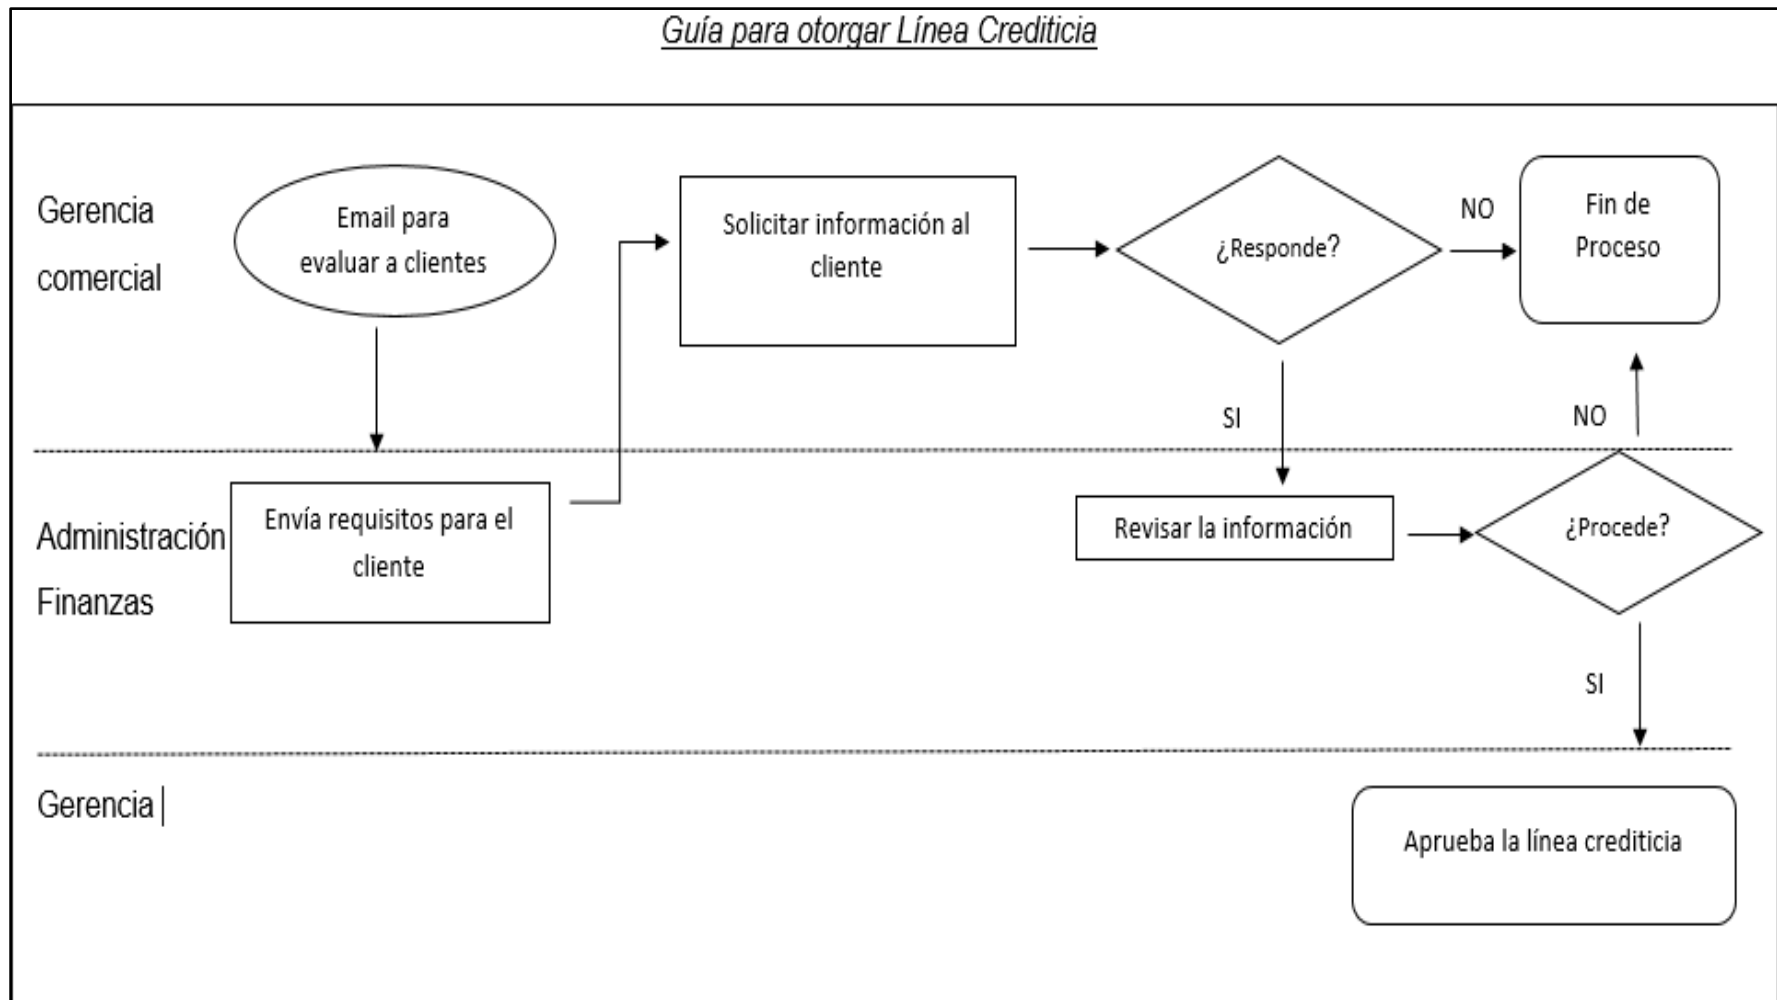 Guía para otorgar Línea Crediticia
Gerencia
comercial
Email para
evaluar a clientes
Solicitar información al
cliente
¿Responde?
NO
Fin de
Proceso
SI
NO
Administración
Finanzas
Envía requisitos para el
cliente
Revisar la información
¿Procede?
SI
Gerencia
Aprueba la línea crediticia